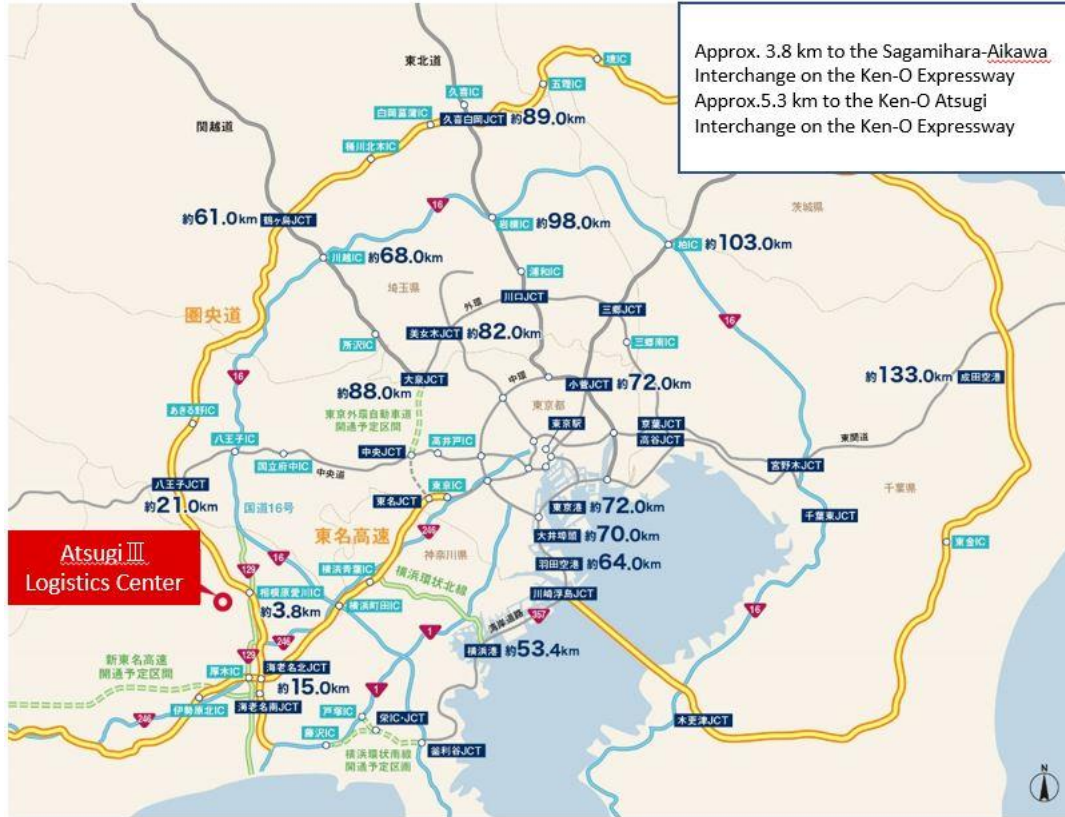 Approx. 3.8 km to the Sagamihara-Aikawa
Interchange on the Ken-O Expressway
Approx.5.3 km to the Ken-O Atsugi
Interchange on the Ken-O Expressway
境IC
東北道
五霞IC
久喜IC
白岡菖蒲IC
久喜白岡JCT 約89.0km
関越道
桶川北本IC
茨城県
16
約61.0km 鶴ヶ島JCT
岩槻IC 約98.0km
柏IC 約103.0km
川越IC 約68.0km
浦和IC
埼玉県
外環
川口JCT
三郷JCT
圏央道
16
美女木JCT 約82.0km
所沢IC
三郷南IC
16
大泉JCT
約88.0km
中環
小菅JCT 約72.0km
約133.0km 成田空港
あきる野IC
東京外環自動車道
開通予定区間
東京都
東京駅
京葉JCT
高谷JCT
東関道
八王子IC
国立府中IC
中央道
中央JCT
高井戸IC
宮野木JCT
八王子JCT
約21.0km
国道16号
東名JCT
東京IC
東京港 約72.0km
千葉県
千葉東JCT
東名高速
246
大井埠頭 約70.0km
東金IC
Atsugi Ⅲ
Logistics Center
16
神奈川県
羽田空港 約64.0km
129
横浜青葉IC
横浜環状北線
川崎浮島JCT
相模原愛川IC
約3.8km
横浜町田IC
湾岸道路
357
16
246
1
横浜港 約53.4km
129
新東名高速
開通予定区間
厚木IC
海老名北JCT
約15.0km
1
伊勢原北IC
海老名南JCT
戸塚IC
栄IC・JCT
木更津JCT
246
藤沢IC
釜利谷JCT
横浜環状南線
開通予定区画
N